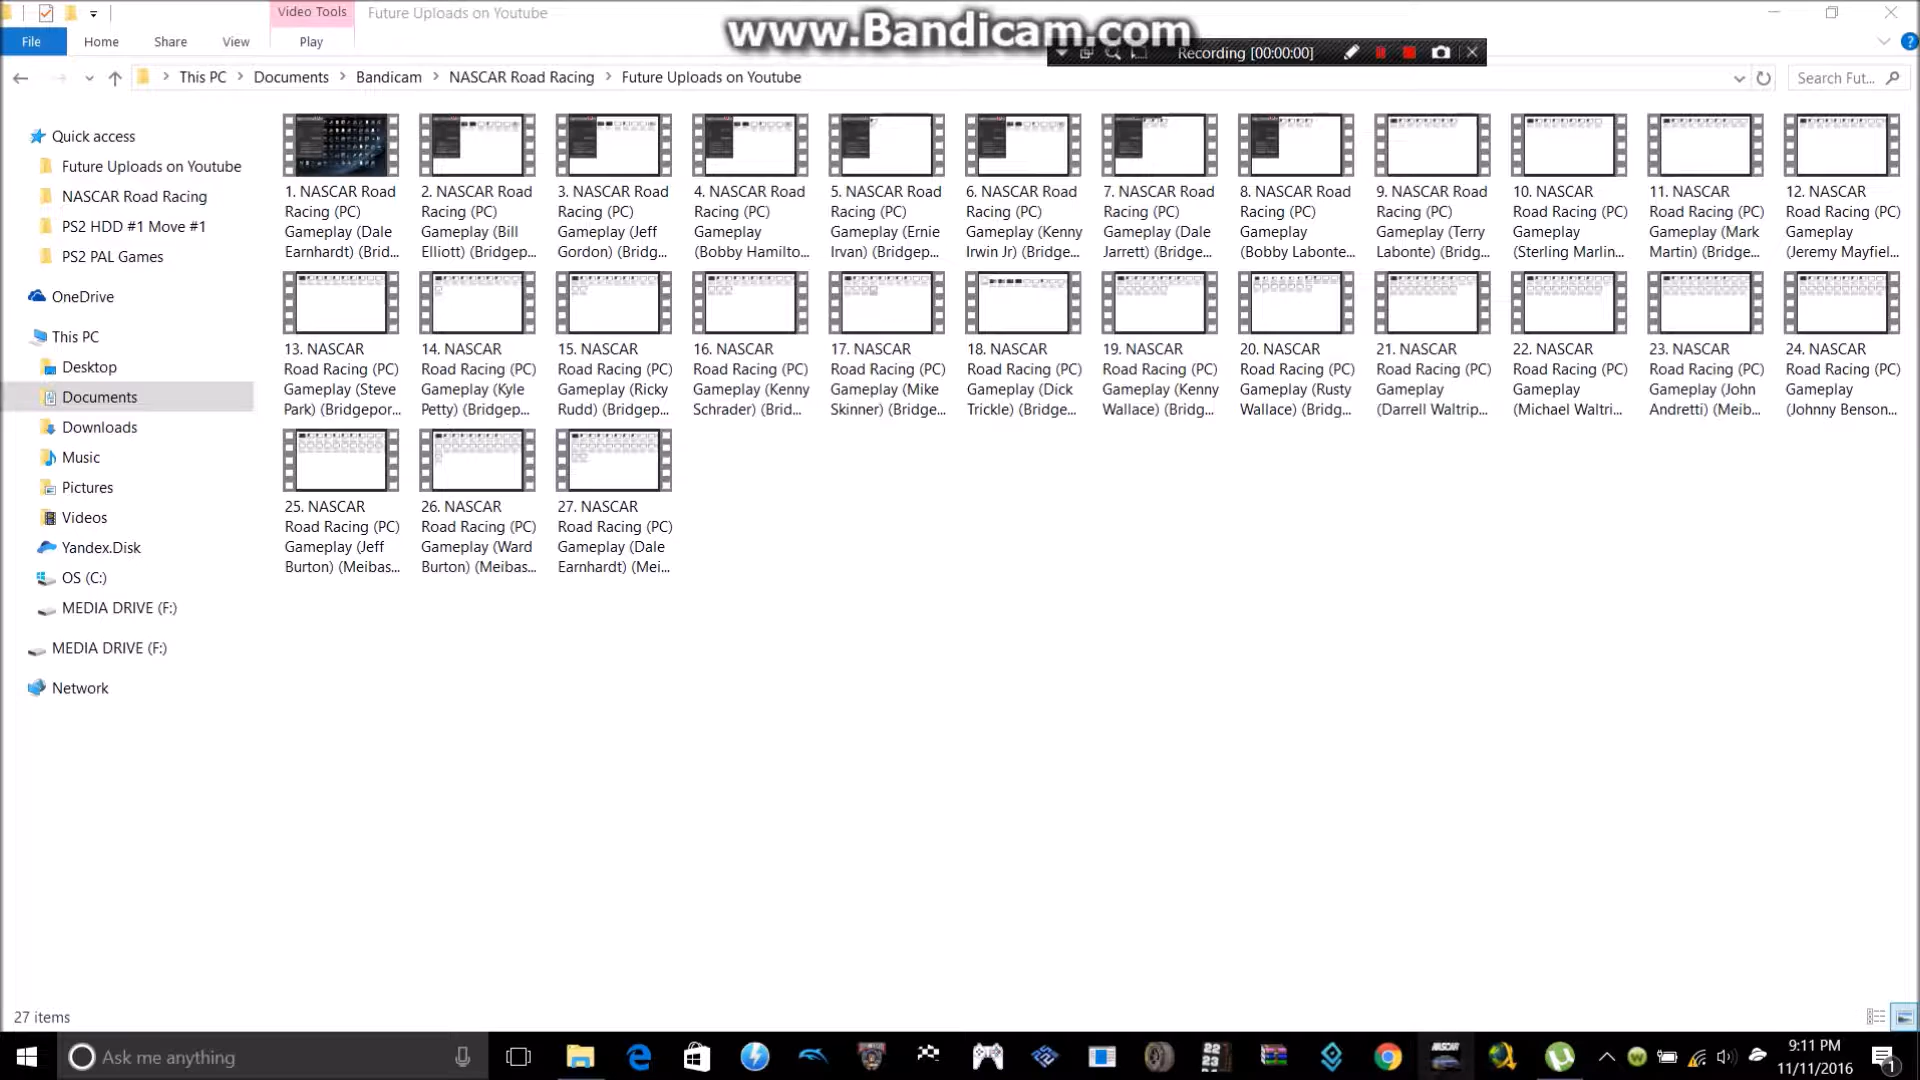 Video Tools
Future Uploads on Youtube
www.Bandicam.com
File
Home
Share
View
Play
Recording [00:00:00]
This PC
Documents
Bandicam
NASCAR Road Racing
Future Uploads on Youtube
Search Fut...
Quick access
Future Uploads on Youtube
NASCAR Road Racing
PS2 HDD #1 Move #1
PS2 PAL Games
OneDrive
This PC
Desktop
Documents
Downloads
Music
Pictures
Videos
Yandex.Disk
OS (C:)
MEDIA DRIVE (F:)
MEDIA DRIVE (F:)
Network
1. NASCAR Road
Racing (PC)
Gameplay (Dale
Earnhardt) (Brid...
2. NASCAR Road
Racing (PC)
Gameplay (Bill
Elliott) (Bridgep...
3. NASCAR Road
Racing (PC)
Gameplay (Jeff
Gordon) (Bridg...
4. NASCAR Road
Racing (PC)
Gameplay
(Bobby Hamilto...
5. NASCAR Road
Racing (PC)
Gameplay (Ernie
Irvan) (Bridgep...
6. NASCAR Road
Racing (PC)
Gameplay (Kenny
Irwin Jr) (Bridge...
7. NASCAR Road
Racing (PC)
Gameplay (Dale
Jarrett) (Bridge...
8. NASCAR Road
Racing (PC)
Gameplay
(Bobby Labonte...
9. NASCAR Road
Racing (PC)
Gameplay (Terry
Labonte) (Bridg...
10. NASCAR
Road Racing (PC)
Gameplay
(Sterling Marlin...
11. NASCAR
Road Racing (PC)
Gameplay (Mark
Martin) (Bridge...
12. NASCAR
Road Racing (PC)
Gameplay
(Jeremy Mayfiel...
13. NASCAR
Road Racing (PC)
Gameplay (Steve
Park) (Bridgepor...
14. NASCAR
Road Racing (PC)
Gameplay (Kyle
Petty) (Bridgep...
15. NASCAR
Road Racing (PC)
Gameplay (Ricky
Rudd) (Bridgep...
16. NASCAR
Road Racing (PC)
Gameplay (Kenny
Schrader) (Brid...
17. NASCAR
Road Racing (PC)
Gameplay (Mike
Skinner) (Bridge...
18. NASCAR
Road Racing (PC)
Gameplay (Dick
Trickle) (Bridge...
19. NASCAR
Road Racing (PC)
Gameplay (Kenny
Wallace) (Bridg...
20. NASCAR
Road Racing (PC)
Gameplay (Rusty
Wallace) (Bridg...
21. NASCAR
Road Racing (PC)
Gameplay
(Darrell Waltrip...
22. NASCAR
Road Racing (PC)
Gameplay
(Michael Waltri...
23. NASCAR
Road Racing (PC)
Gameplay (John
Andretti) (Meib...
24. NASCAR
Road Racing (PC)
Gameplay
(Johnny Benson...
25. NASCAR
Road Racing (PC)
Gameplay (Jeff
Burton) (Meibas...
26. NASCAR
Road Racing (PC)
Gameplay (Ward
Burton) (Meibas...
27. NASCAR
Road Racing (PC)
Gameplay (Dale
Earnhardt) (Mei...
27 items
Ask me anything
22
23
NASCAR
9:11 PM
11/11/2016
1